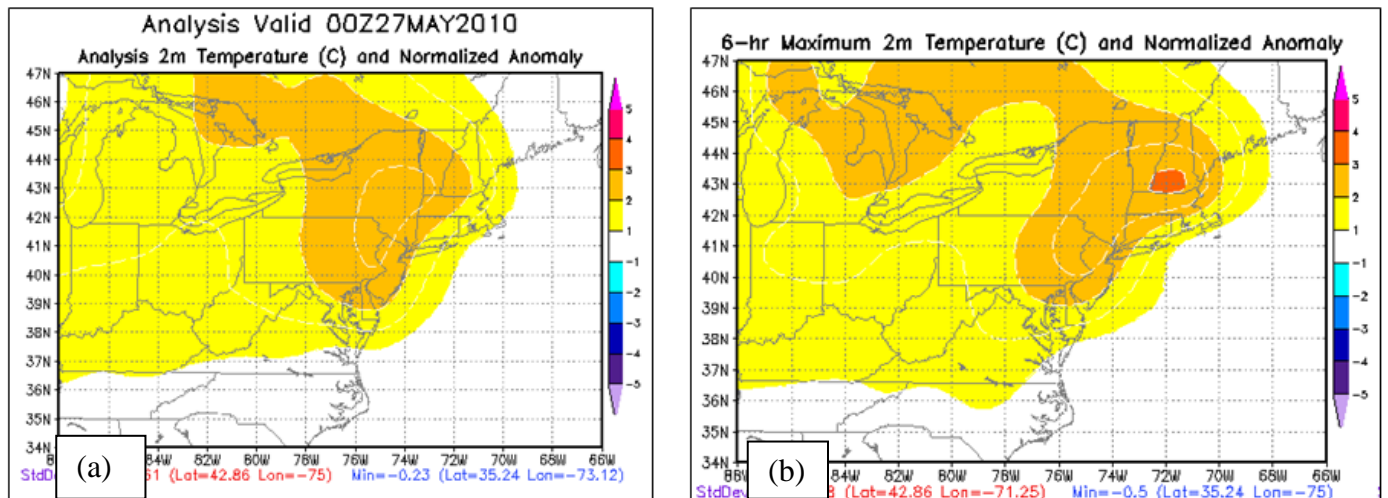 Analysis Valid 00Z27MAY2010
Analysis 2m Temperature (C) and Normalized Anomaly
47N
46N
45N
44N
43N
42N
41N
40N
39N
38N
37N
36N
35N
34N
84W 82W 80W 78W 76W 74W 72W 70W 68W 66W
5
4
3
2
1
-1
-2
-3
-4
-5
(a)
(Lat=42.86 Lon=-75) Min=-0.23 (Lat=35.24 Lon=-73.12)
6-hr Maximum 2m Temperature (C) and Normalized Anomaly
47N
46N
45N
44N
43N
42N
41N
40N
39N
38N
37N
36N
35N
34N
88W 84W 82W 80W 78W 76W 74W 72W 70W 68W 66W
5
4
3
2
1
-1
-2
-3
-4
-5
(b)
StdDev 8 (Lat=42.86 Lon=-71.25) Min=-0.5 (Lat=35.24 Lon=-75)